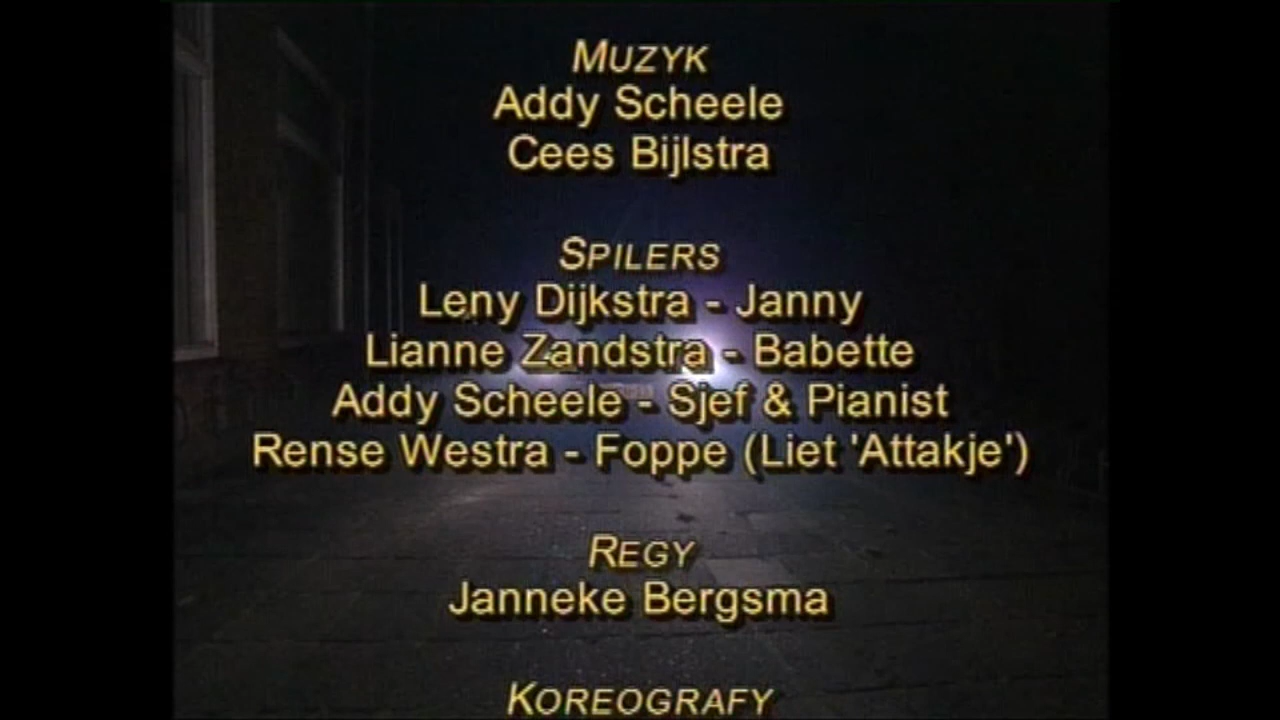 MUZYK
Addy Scheele
Cees Bijlstra
SPILERS
Leny Dijkstra - Janny
Lianne Zandstra - Babette
Addy Scheele - Sjef & Pianist
Rense Westra - Foppe (Liet 'Attakje')
REGY
Janneke Bergsma
KOREOGRAFY